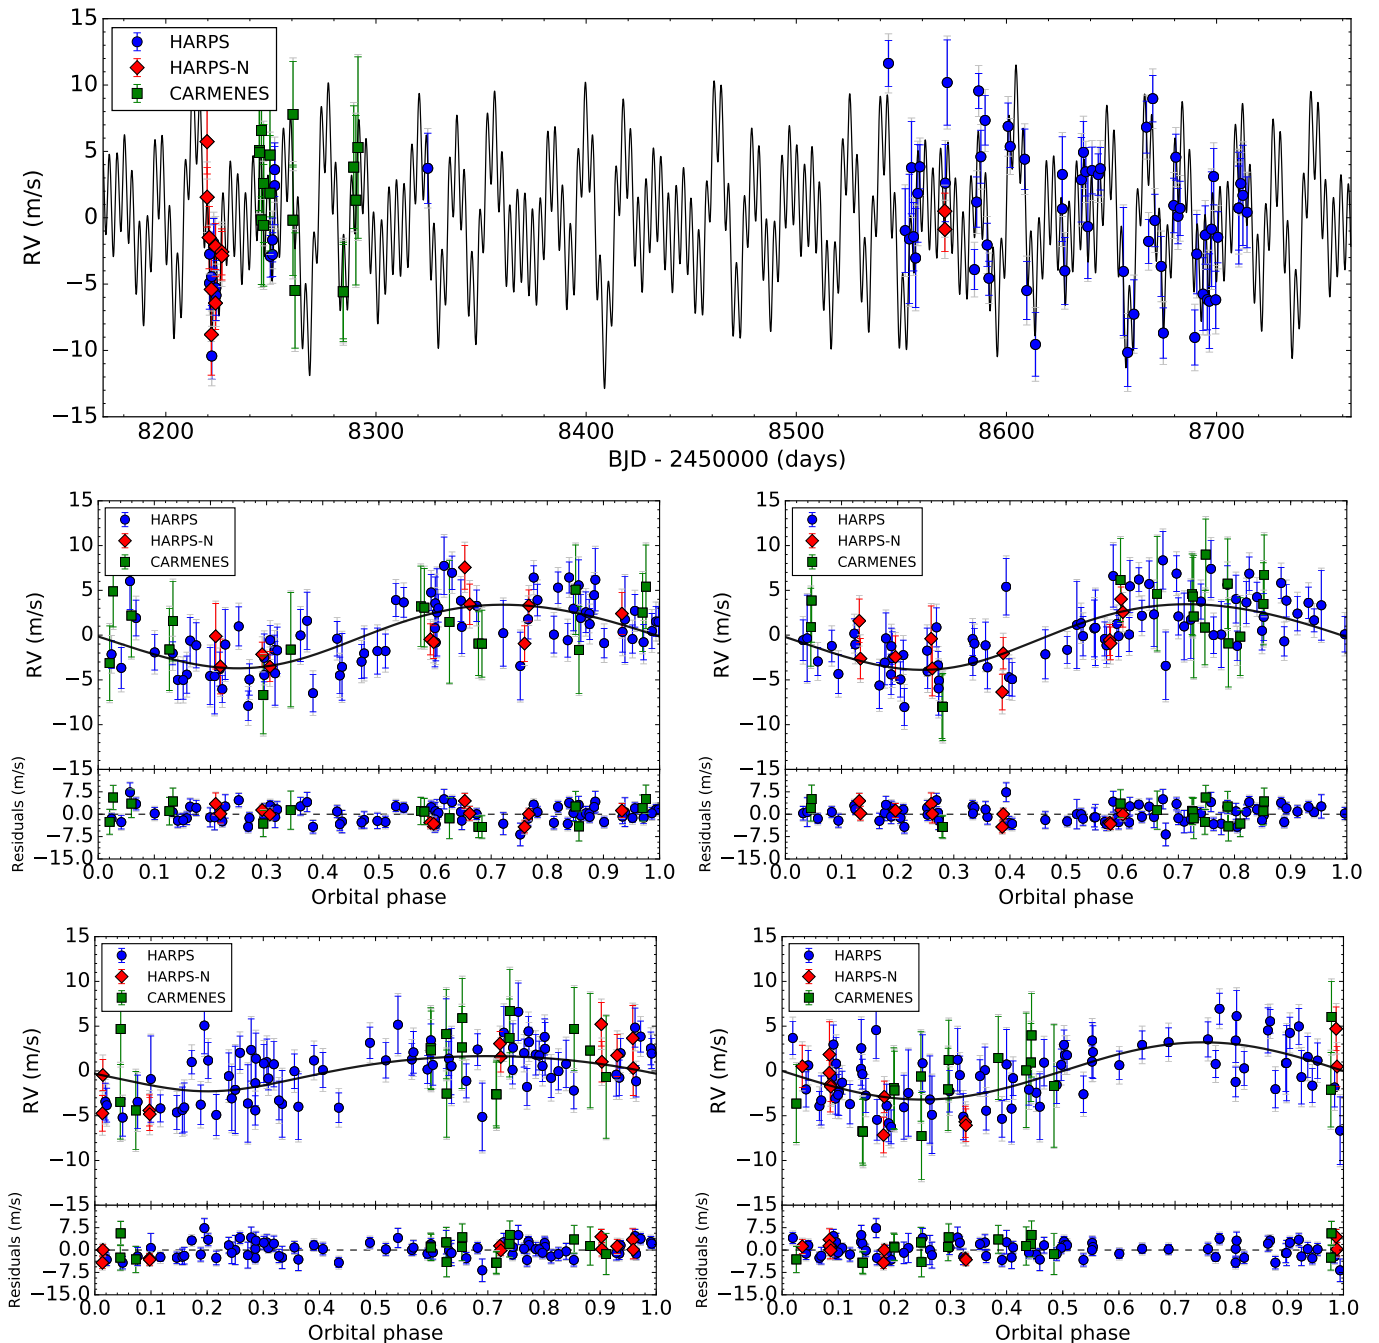 15
10
5
0
−5
−10
−15
RV (m/s)
HARPS
HARPS-N
CARMENES
8200 8300 8400 8500 8600 8700
BJD - 2450000 (days)
15
10
5
0
−5
−10
−15
RV (m/s)
HARPS
HARPS-N
CARMENES
7.5
0.0
−7.5
−15.0
Residuals (m/s)
0.0 0.1 0.2 0.3 0.4 0.5 0.6 0.7 0.8 0.9 1.0
Orbital phase
15
10
5
0
−5
−10
−15
RV (m/s)
HARPS
HARPS-N
CARMENES
7.5
0.0
−7.5
−15.0
Residuals (m/s)
0.0 0.1 0.2 0.3 0.4 0.5 0.6 0.7 0.8 0.9 1.0
Orbital phase
15
10
5
0
−5
−10
−15
RV (m/s)
HARPS
HARPS-N
CARMENES
7.5
0.0
−7.5
−15.0
Residuals (m/s)
0.0 0.1 0.2 0.3 0.4 0.5 0.6 0.7 0.8 0.9 1.0
Orbital phase
15
10
5
0
−5
−10
−15
RV (m/s)
HARPS
HARPS-N
CARMENES
7.5
0.0
−7.5
−15.0
Residuals (m/s)
0.0 0.1 0.2 0.3 0.4 0.5 0.6 0.7 0.8 0.9 1.0
Orbital phase